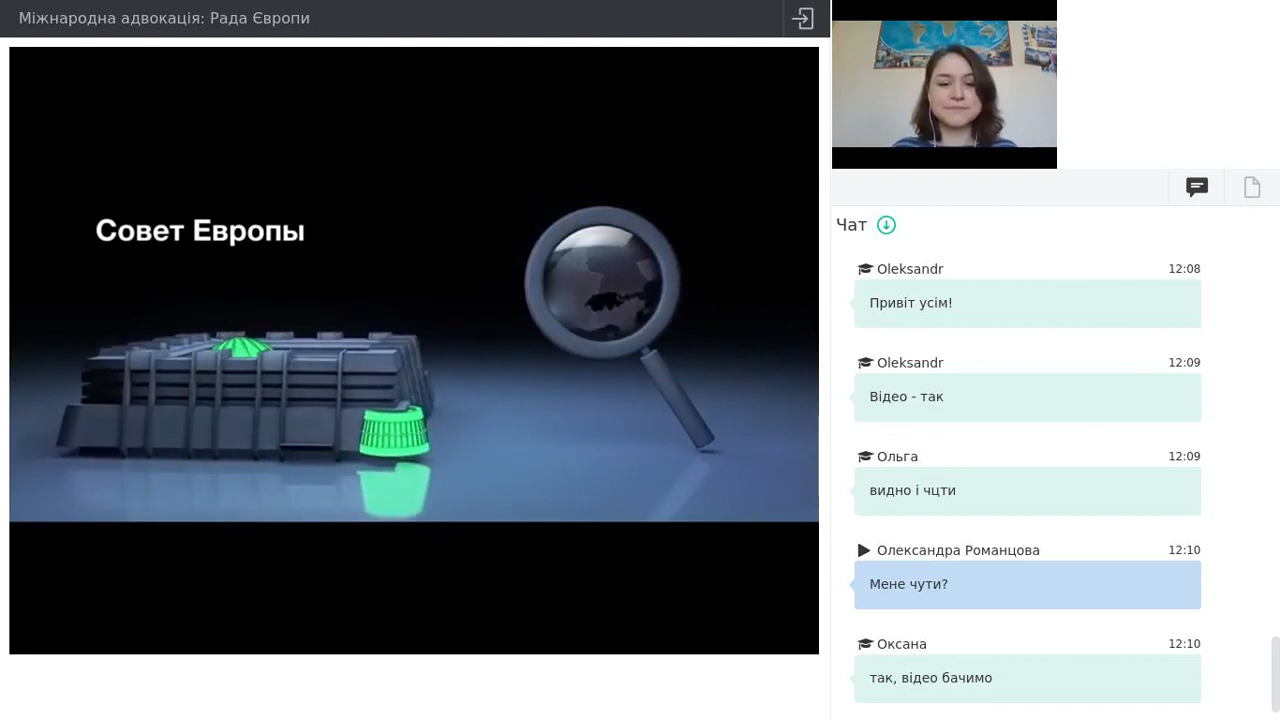 Міжнародна адвокація: Рада Європи
Совет Европы
Чат
Oleksandr 12:08
Привіт усім!
Oleksandr 12:09
Відео - так
Ольга 12:09
видно і чцти
Олександра Романцова 12:10
Мене чути?
Оксана 12:10
так, відео бачимо